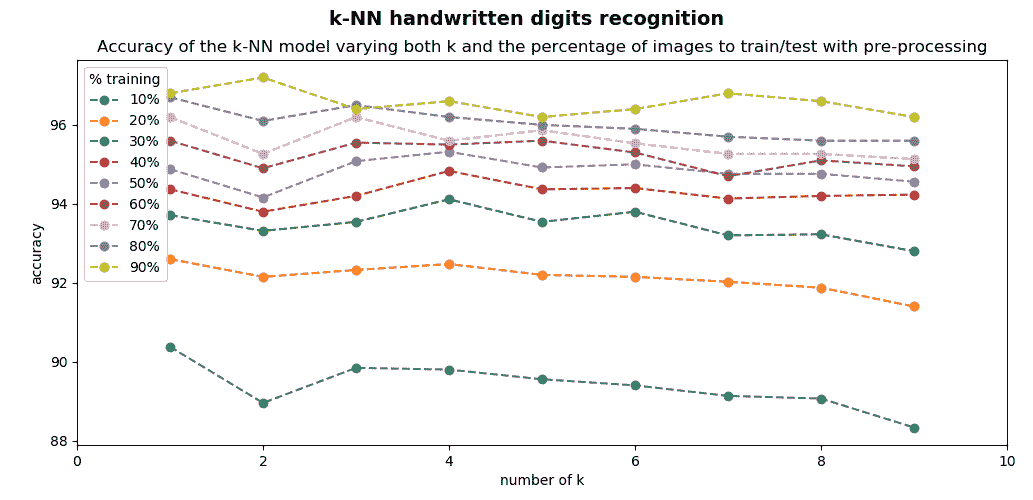 k-NN handwritten digits recognition
Accuracy of the k-NN model varying both k and the percentage of images to train/test with pre-processing
% training
10%
20%
30%
40%
50%
60%
70%
80%
90%
96
94
92
90
88
accuracy
0 2 4 6 8 10
number of k